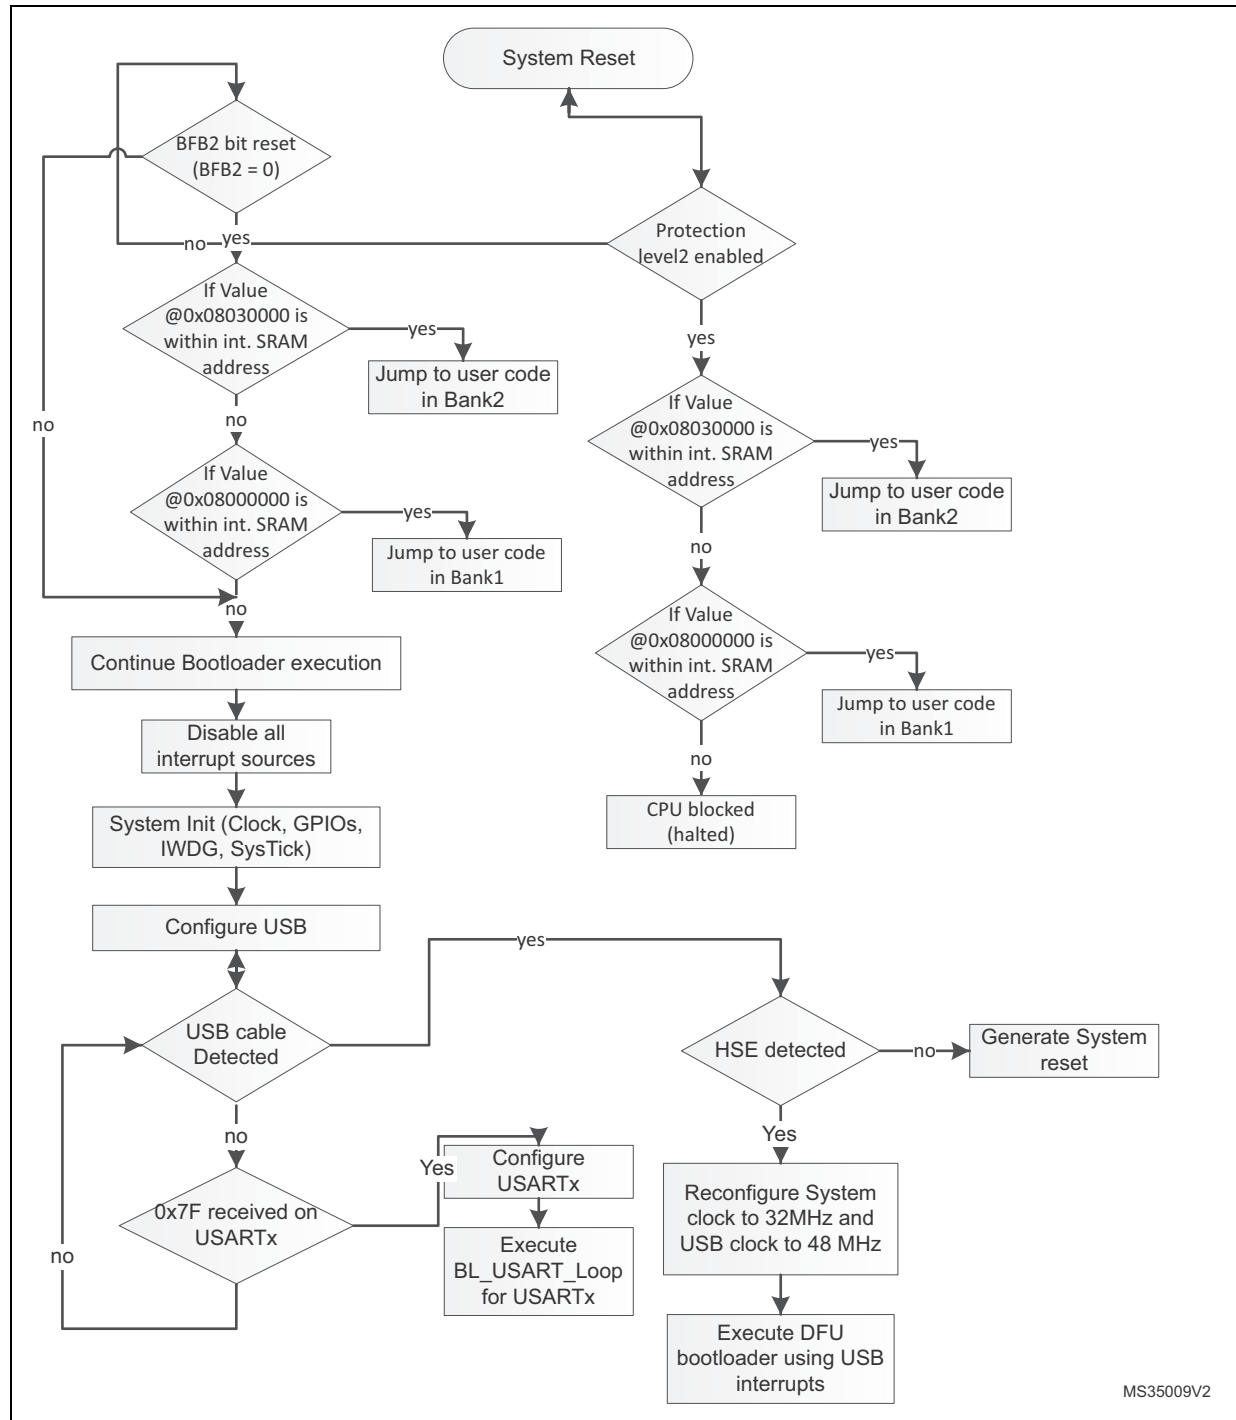 System Reset
BFB2 bit reset
(BFB2 = 0)
Protection
level2 enabled
no
yes
If Value
@0x08030000 is
within int. SRAM
address
yes
Jump to user code
in Bank2
no
no
If Value
@0x08000000 is
within int. SRAM
address
yes
Jump to user code
in Bank1
no
yes
If Value
@0x08030000 is
within int. SRAM
address
yes
Jump to user code
in Bank2
no
If Value
@0x08000000 is
within int. SRAM
address
yes
Jump to user code
in Bank1
no
CPU blocked
(halted)
Continue Bootloader execution
Disable all
interrupt sources
System Init (Clock, GPIOs,
IWDG, SysTick)
Configure USB
yes
USB cable
Detected
HSE detected
no
Generate System
reset
no
Yes
Yes
Configure
USARTx
0x7F received on
USARTx
no
Execute
BL_USART_Loop
for USARTx
Reconfigure System
clock to 32MHz and
USB clock to 48 MHz
Execute DFU
bootloader using USB
interrupts
MS35009V2